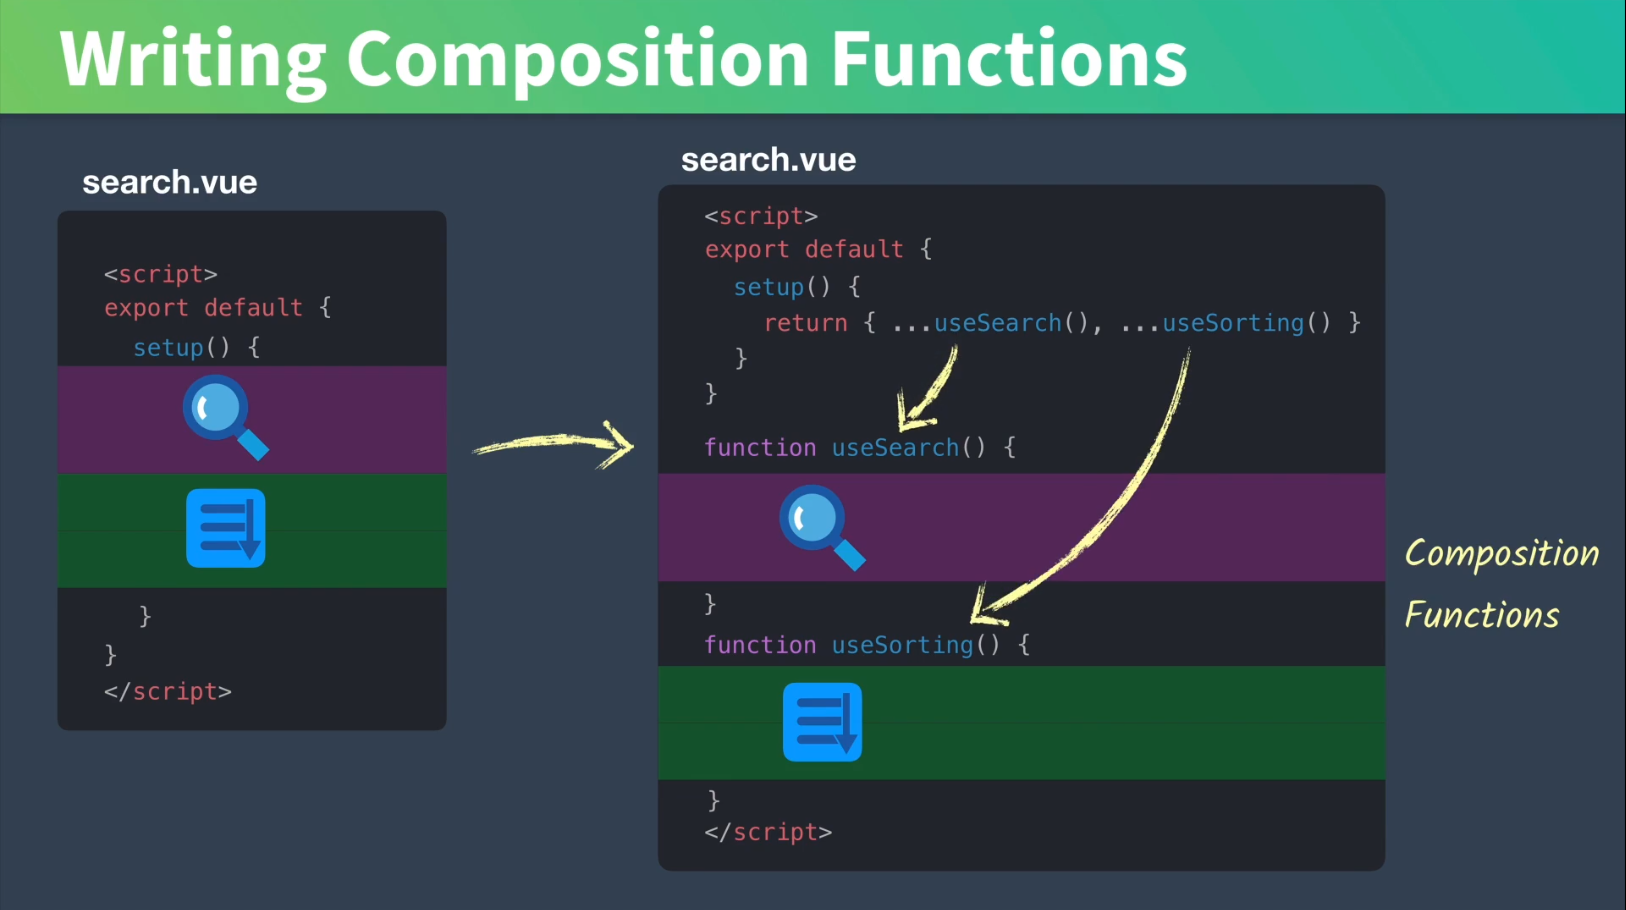 Writing Composition Functions
search.vue
<script>
export default {
setup() {
}
}
</script>
search.vue
<script>
export default {
setup() {
return { ...useSearch(), ...useSorting() }
}
}
function useSearch() {
}
function useSorting() {
}
</script>
Composition
Functions